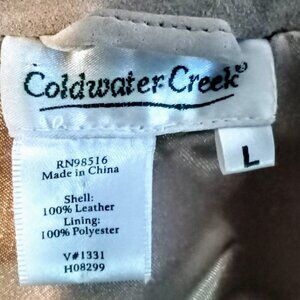 Coldwater Creek®
L
RN98516
Made in China
Shell:
100% Leather
Lining:
100% Polyester
V#1331
H08299